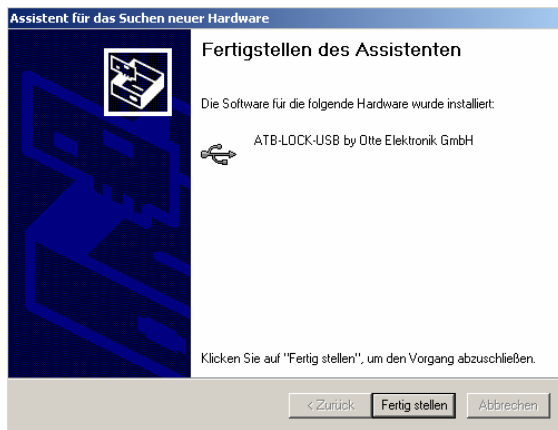 Assistent für das Suchen neuer Hardware
Fertigstellen des Assistenten
Die Software für die folgende Hardware wurde installiert:
ATB-LOCK-USB by Otte Elektronik GmbH
Klicken Sie auf "Fertig stellen", um den Vorgang abzuschließen.
< Zurück Fertig stellen Abbrechen